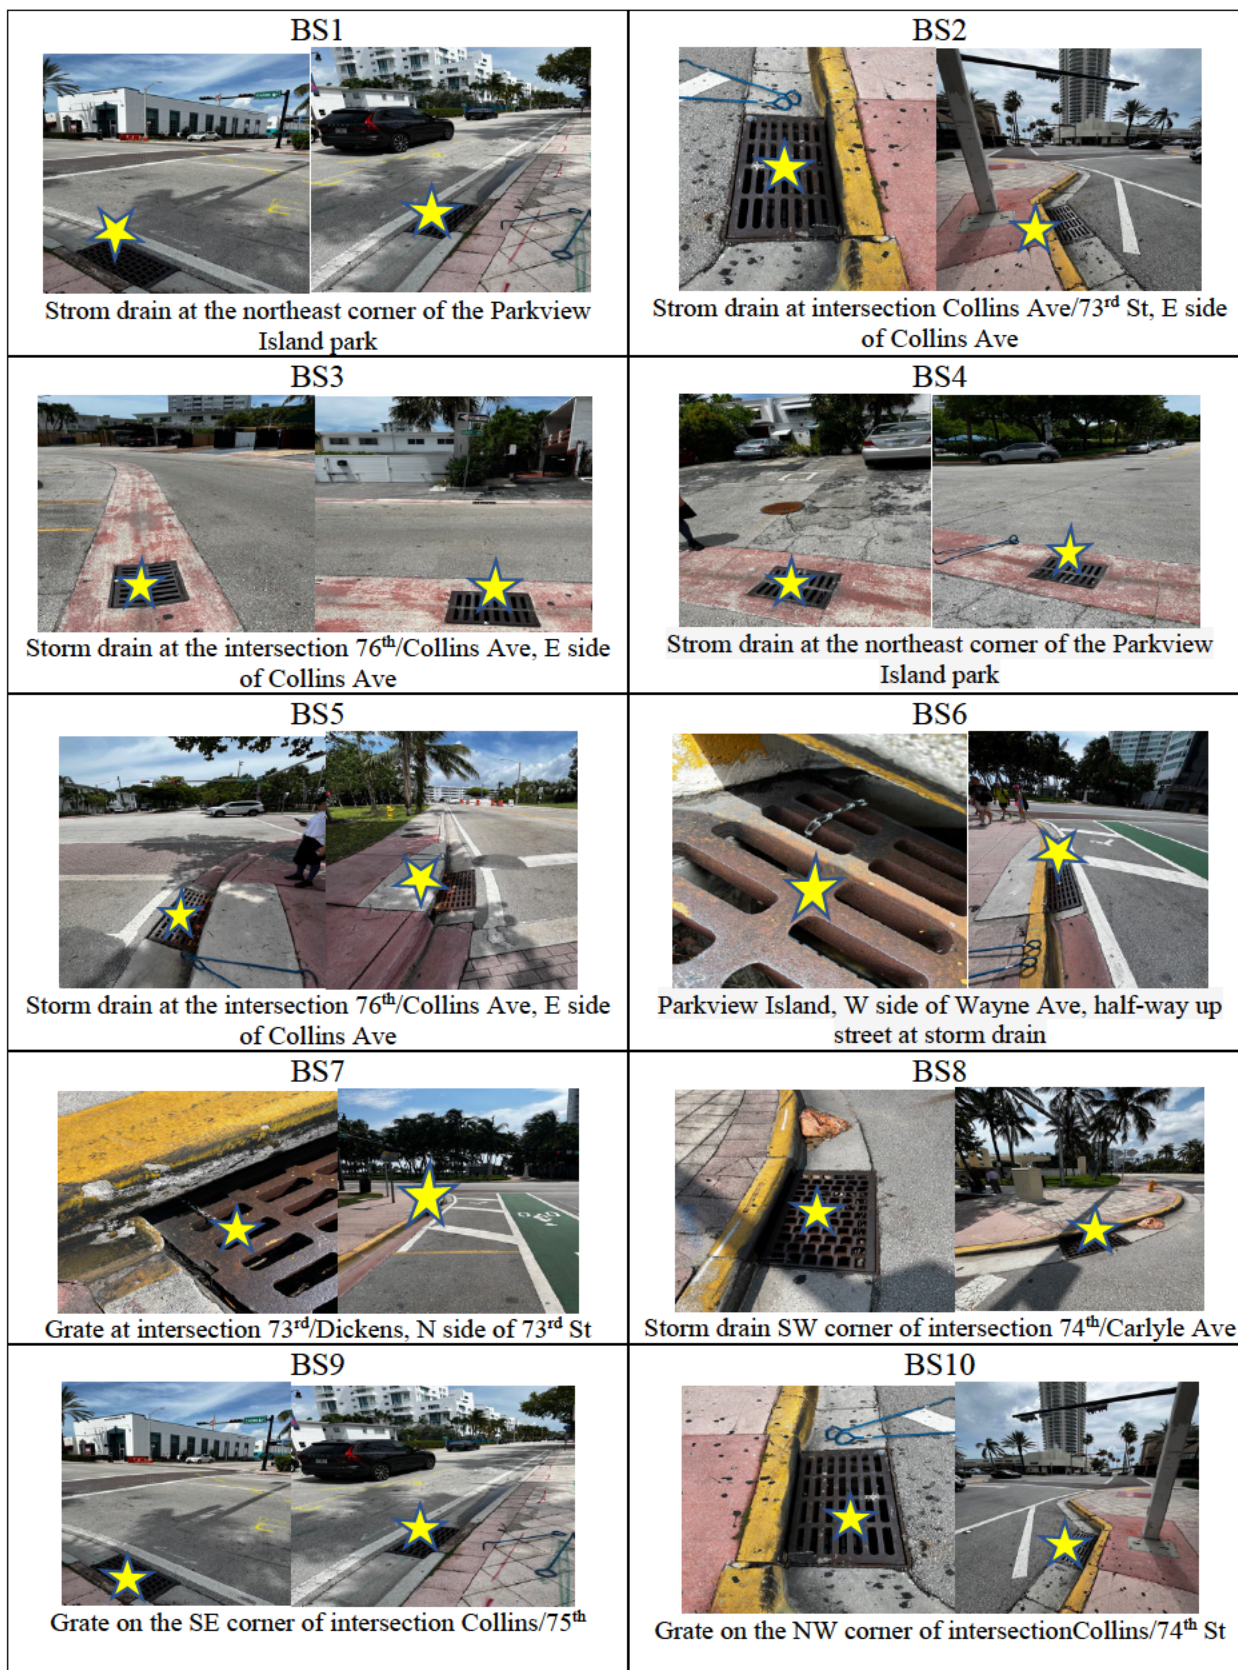 BS1
Strom drain at the northeast corner of the Parkview
Island park
BS2
Strom drain at intersection Collins Ave/73rd St, E side
of Collins Ave
BS3
Storm drain at the intersection 76th/Collins Ave, E side
of Collins Ave
BS4
Strom drain at the northeast corner of the Parkview
Island park
BS5
Storm drain at the intersection 76th/Collins Ave, E side
of Collins Ave
BS6
Parkview Island, W side of Wayne Ave, half-way up
street at storm drain
BS7
Grate at intersection 73rd/Dickens, N side of 73rd St
BS8
Storm drain SW corner of intersection 74th/Carlyle Ave
BS9
Grate on the SE corner of intersection Collins/75th
BS10
Grate on the NW corner of intersectionCollins/74th St